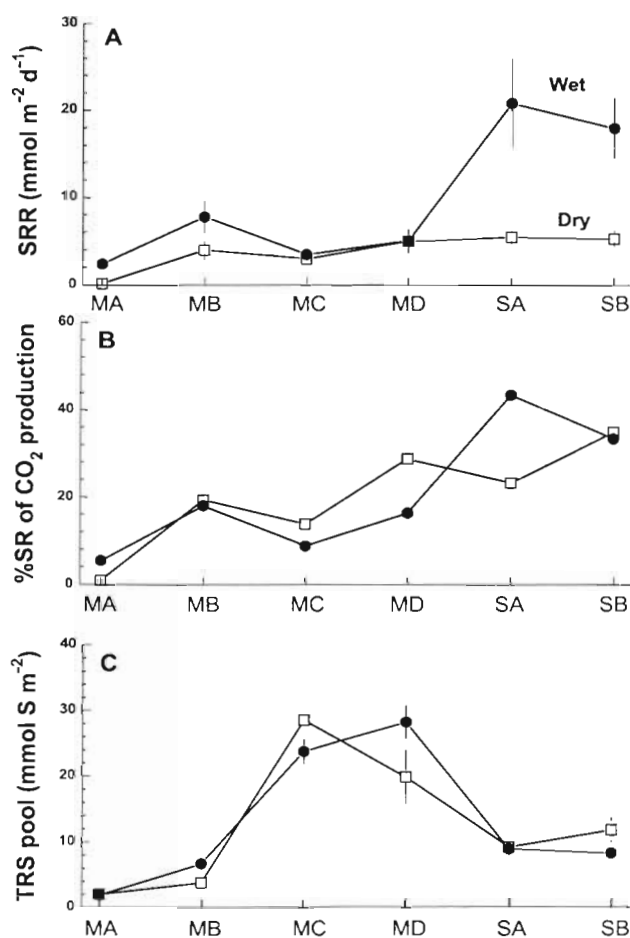 A
SRR (mmol m⁻² d⁻¹)
30
20
10
0
Wet
Dry
MA MB MC MD SA SB
B
%SR of CO₂ production
60
40
20
0
MA MB MC MD SA SB
C
TRS pool (mmol S m⁻²)
40
30
20
10
0
MA MB MC MD SA SB